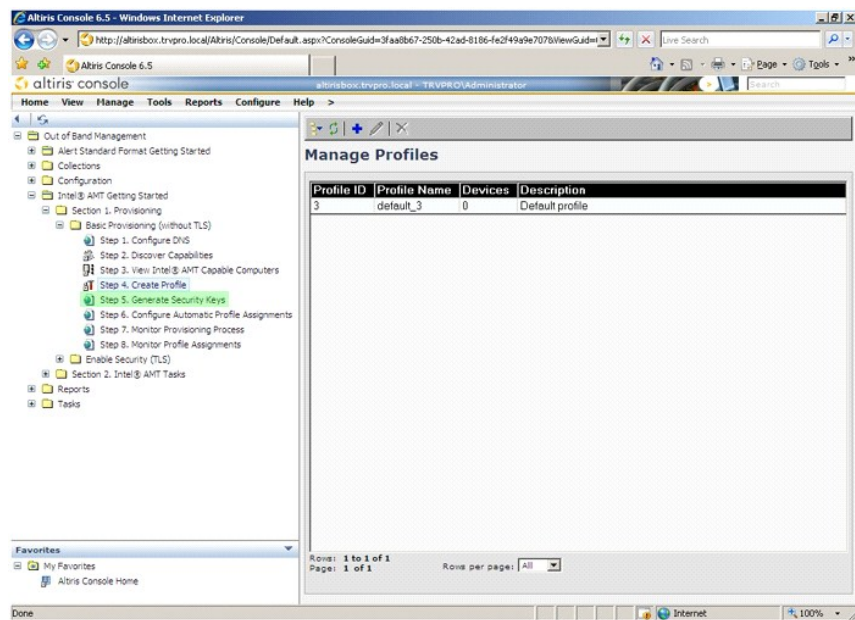 Altiris Console 6.5 - Windows Internet Explorer
http://altirisbox.trvpro.local/Altiris/Console/Default.aspx?ConsoleGuid=3faa8b67-250b-42ad-8186-fe2f49a9e707&ViewGuid=
Live Search
Altiris Console 6.5
Page
Tools
altiris console
altirisbox.trvpro.local - TRVPRO\Administrator
Search
Home View Manage Tools Reports Configure Help >
Out of Band Management
Alert Standard Format Getting Started
Collections
Configuration
Intel® AMT Getting Started
Section 1. Provisioning
Basic Provisioning (without TLS)
Step 1. Configure DNS
Step 2. Discover Capabilities
Step 3. View Intel® AMT Capable Computers
Step 4. Create Profile
Step 5. Generate Security Keys
Step 6. Configure Automatic Profile Assignments
Step 7. Monitor Provisioning Process
Step 8. Monitor Profile Assignments
Enable Security (TLS)
Section 2. Intel® AMT Tasks
Reports
Tasks
Manage Profiles
Profile ID Profile Name Devices Description
3 default_3 0 Default profile
Rows: 1 to 1 of 1
Page: 1 of 1
Rows per page: All
Favorites
My Favorites
Altiris Console Home
Done
Internet
100%